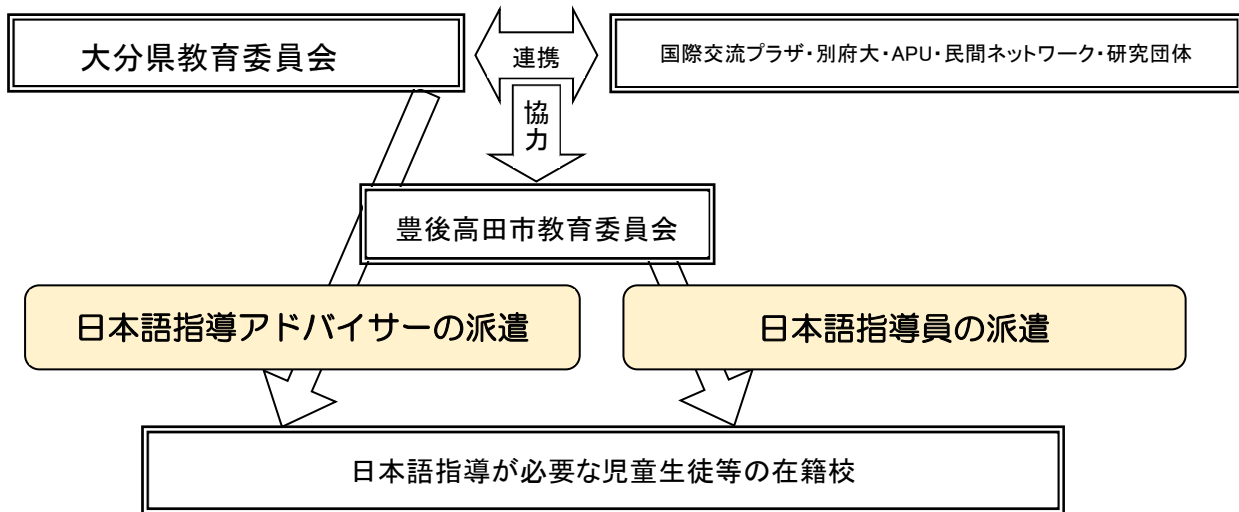 大分県教育委員会
連携
国際交流プラザ・別府大・APU・民間ネットワーク・研究団体
協力
豊後高田市教育委員会
日本語指導アドバイザーの派遣
日本語指導員の派遣
日本語指導が必要な児童生徒等の在籍校